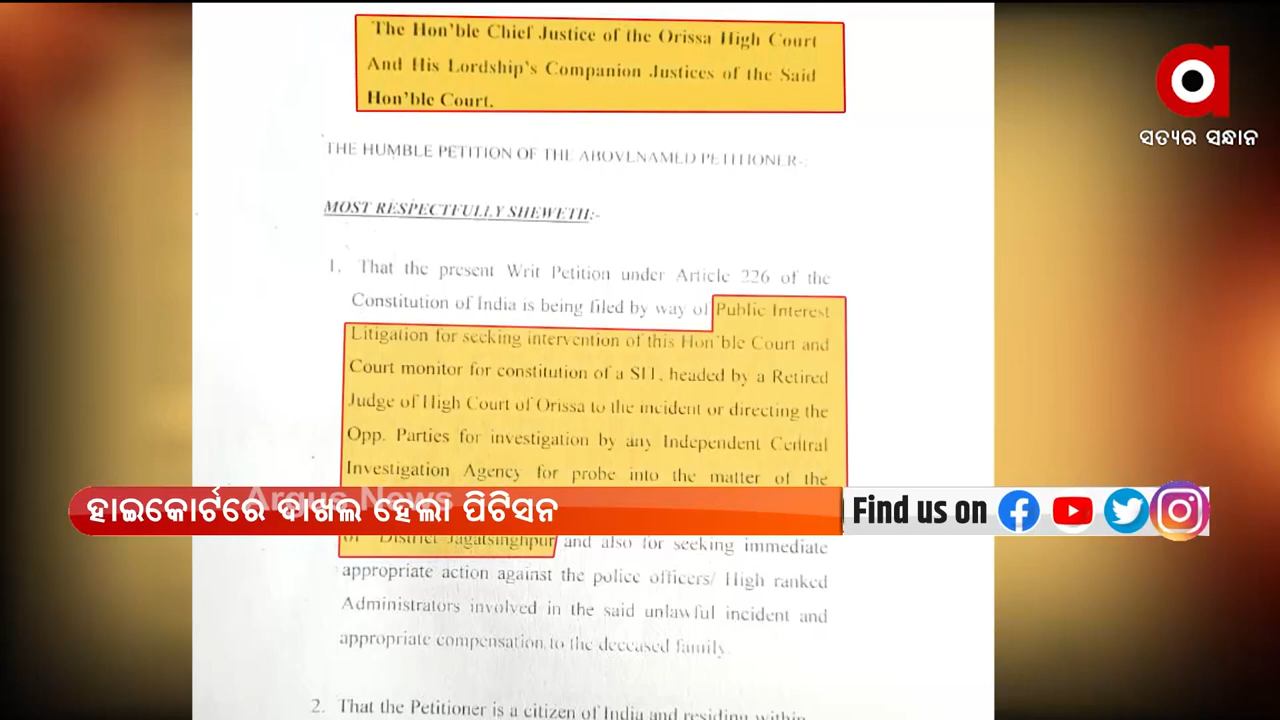 The Hon'ble Chief Justice of the Orissa High Court
And His Lordship's Companion Justices of the Said
Hon'ble Court.
ସତ୍ୟର ସନ୍ଧାନ
THE HUMBLE PETITION OF THE ABOVENAMED PETITIONER-:
MOST RESPECTFULLY SHEWETH:-
1. That the present Writ Petition under Article 226 of the
Constitution of India is being filed by way of Public Interest
Litigation for seeking intervention of this Hon'ble Court and
Court monitor for constitution of a SIT, headed by a Retired
Judge of High Court of Orissa to the incident or directing the
Opp. Parties for investigation by any Independent Central
Investigation Agency for probe into the matter of the
Argus News
ହାଇକୋର୍ଟରେ ଦାଖଲ ହେଲା ପିଟିସନ
Find us on
of District Jagatsinghpur and also for seeking immediate
appropriate action against the police officers/ High ranked
Administrators involved in the said unlawful incident and
appropriate compensation to the deceased family.
2. That the Petitioner is a citizen of India and residing within